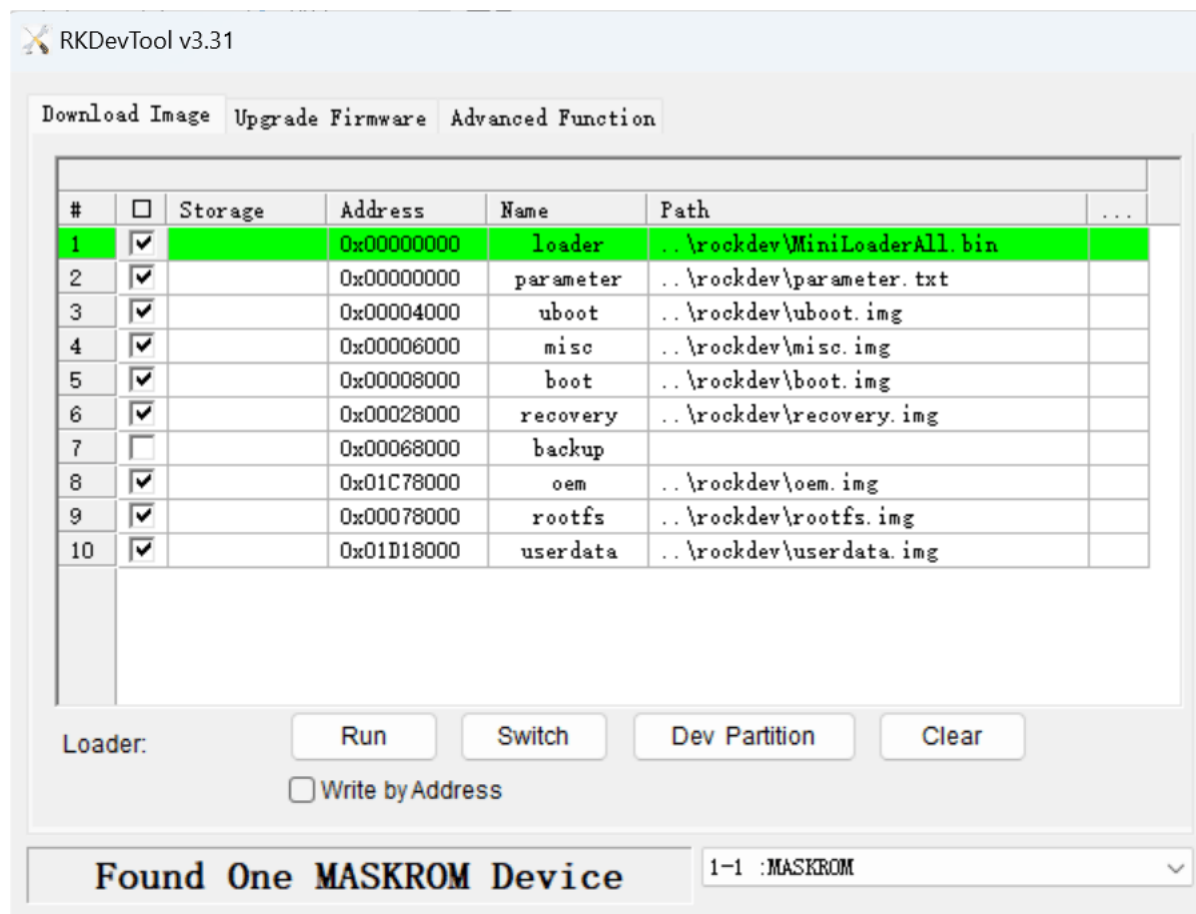 RKDevTool v3.31
Download Image Upgrade Firmware Advanced Function
# Storage Address Name Path ...
1 0x00000000 loader ..\rockdev\MiniLoaderAll.bin
2 0x00000000 parameter ..\rockdev\parameter.txt
3 0x00004000 uboot ..\rockdev\uboot.img
4 0x00006000 misc ..\rockdev\misc.img
5 0x00008000 boot ..\rockdev\boot.img
6 0x00028000 recovery ..\rockdev\recovery.img
7 0x00068000 backup
8 0x01C78000 oem ..\rockdev\oem.img
9 0x00078000 rootfs ..\rockdev\rootfs.img
10 0x01D18000 userdata ..\rockdev\userdata.img
Loader: Run Switch Dev Partition Clear
Write by Address
Found One MASKROM Device 1-1 :MASKROM